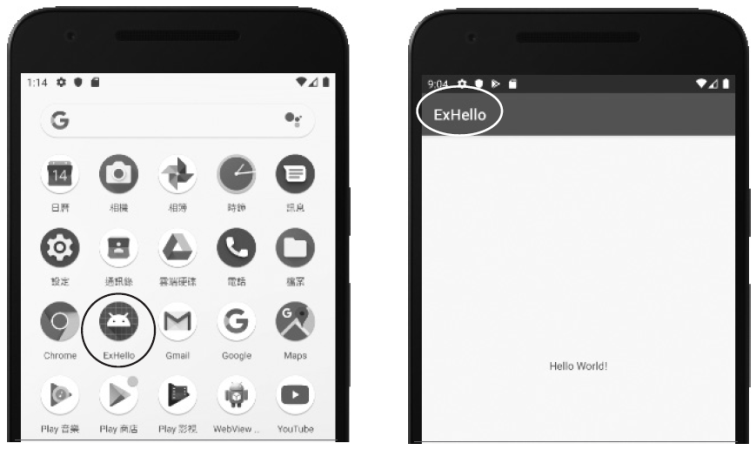 1:14
G
14
日曆 相機 相簿 時鐘 訊息
設定 通訊錄 雲端硬碟 電話 檔案
Chrome ExHello Gmail Google Maps
Play 音樂 Play 商店 Play 影視 WebView .. YouTube
9:04
ExHello
Hello World!